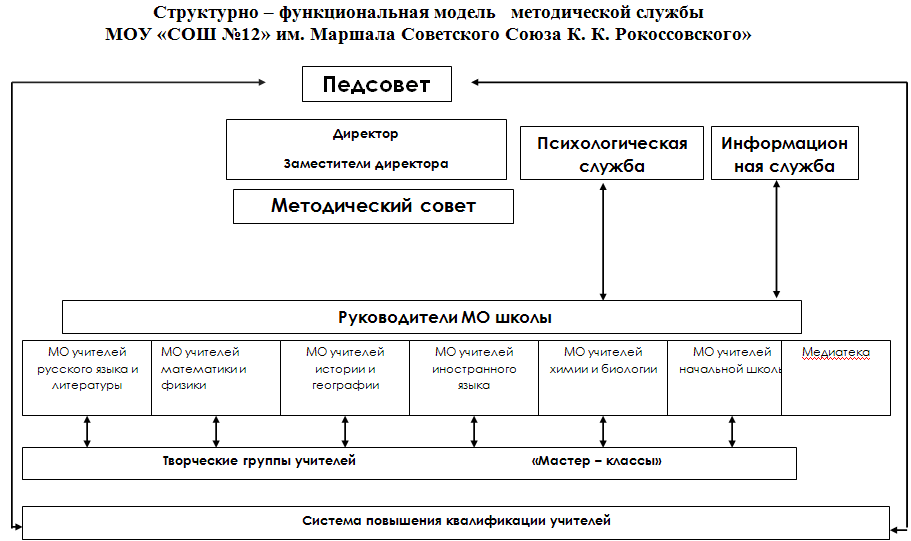 Структурно – функциональная модель методической службы
МОУ «СОШ №12» им. Маршала Советского Союза К. К. Рокоссовского»
Педсовет
Директор
Заместители директора
Психологическая
служба
Информацион
ная служба
Методический совет
Руководители МО школы
МО учителей
русского языка и
литературы
МО учителей
математики и
физики
МО учителей
истории и
географии
МО учителей
иностранного
языка
МО учителей
химии и биологии
МО учителей
начальной школы
Медиатека
Творческие группы учителей «Мастер – классы»
Система повышения квалификации учителей